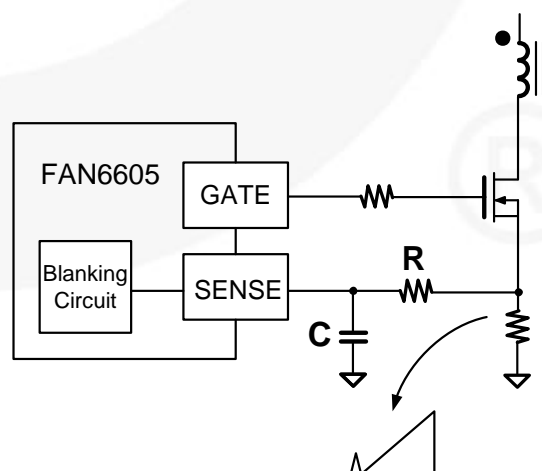 FAN6605
GATE
Blanking
Circuit
SENSE
R
C
®